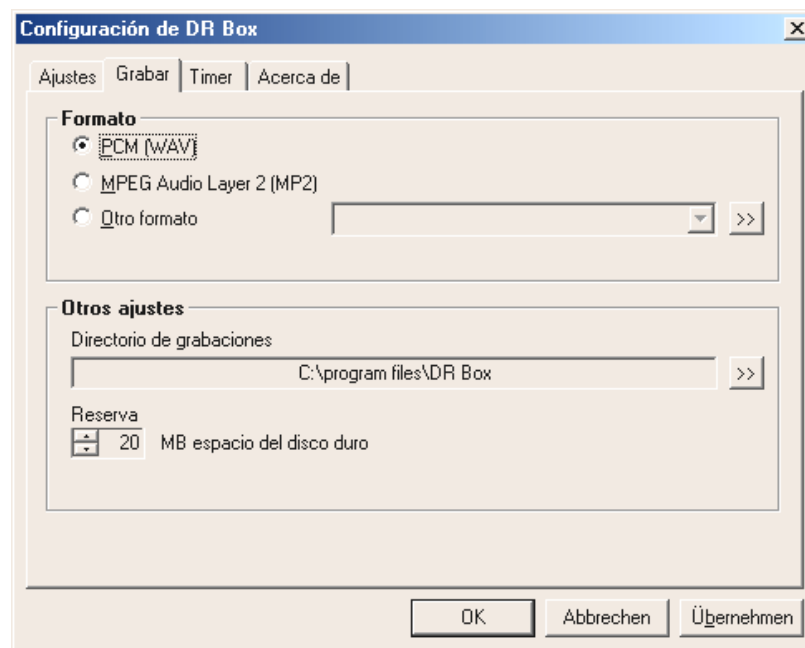 Configuración de DR Box
Ajustes Grabar Timer Acerca de
Formato
PCM (WAV)
MPEG Audio Layer 2 (MP2)
Otro formato >>
Otros ajustes
Directorio de grabaciones
C:\program files\DR Box >>
Reserva
20 MB espacio del disco duro
OK Abbrechen Übernehmen